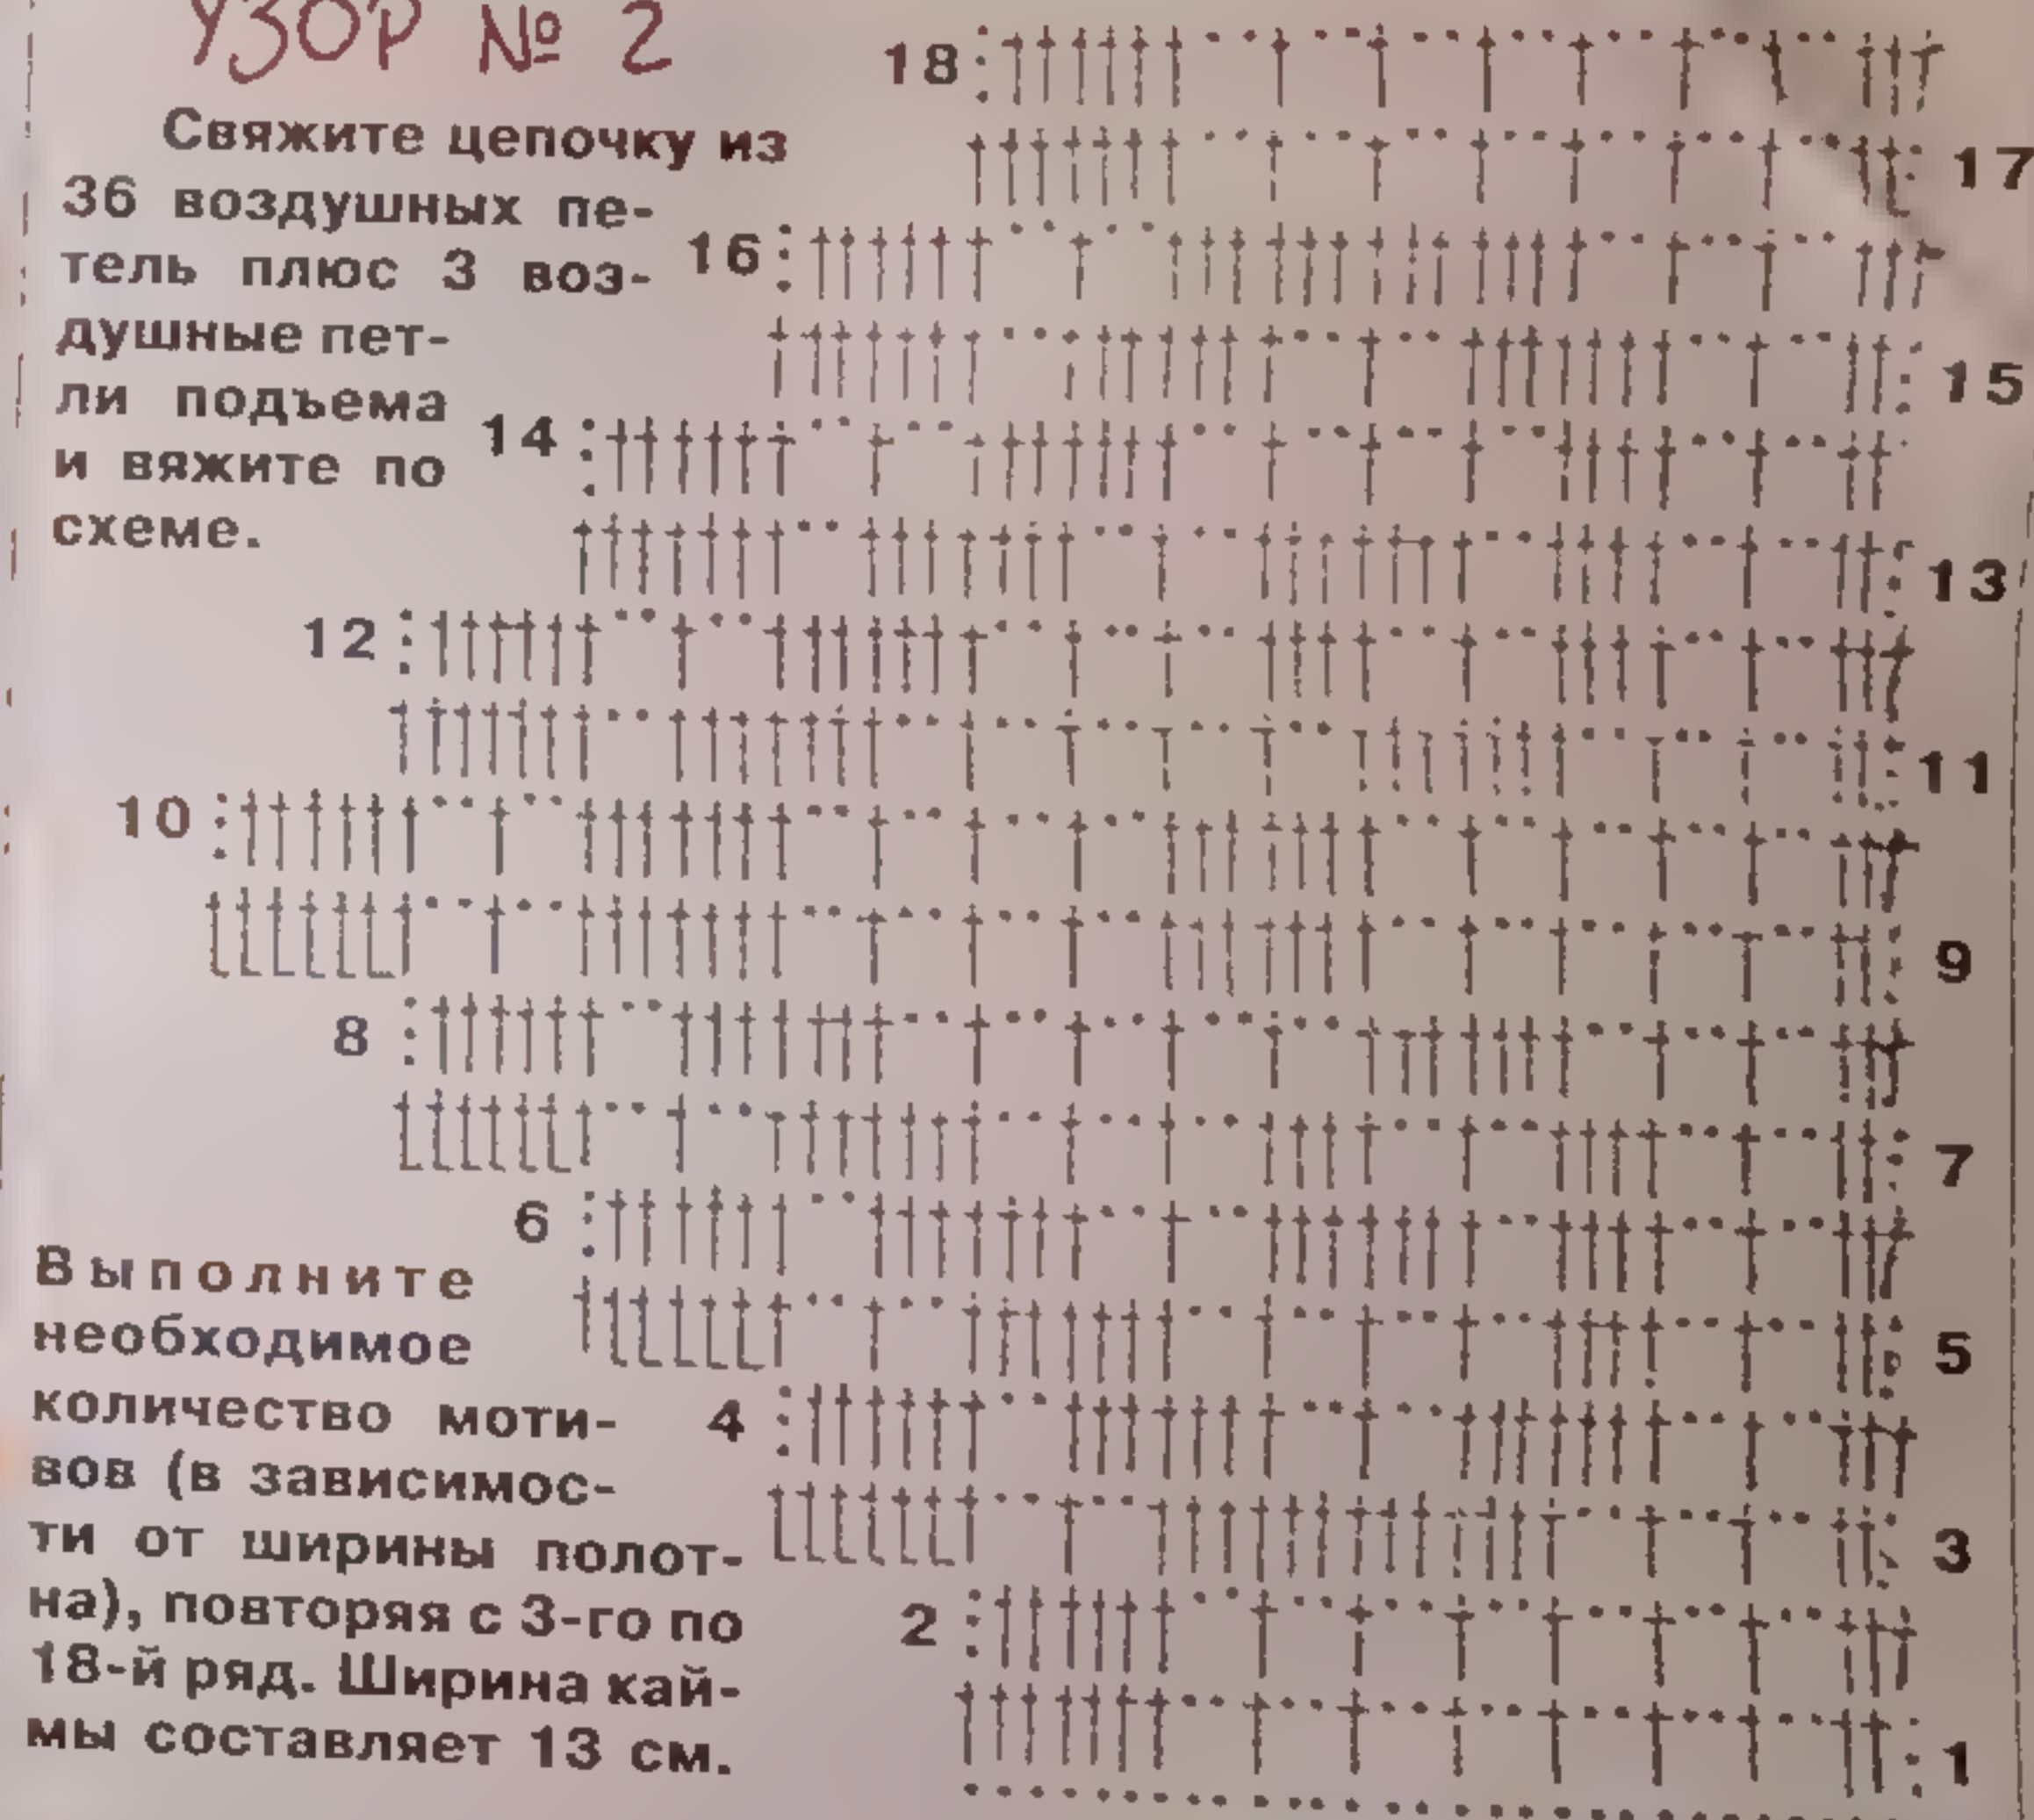 УЗОР № 2
Свяжите цепочку из
36 воздушных пе-
тель плюс 3 воз-
душные пет-
ли подъема
и вяжите по
схеме.
18
17
16
15
14
13
12
11
10
9
8
7
6
5
4
3
2
1
Выполните
необходимое
количество моти-
вов (в зависимос-
ти от ширины полот-
на), повторяя с 3-го по
18-й ряд. Ширина кай-
мы составляет 13 см.